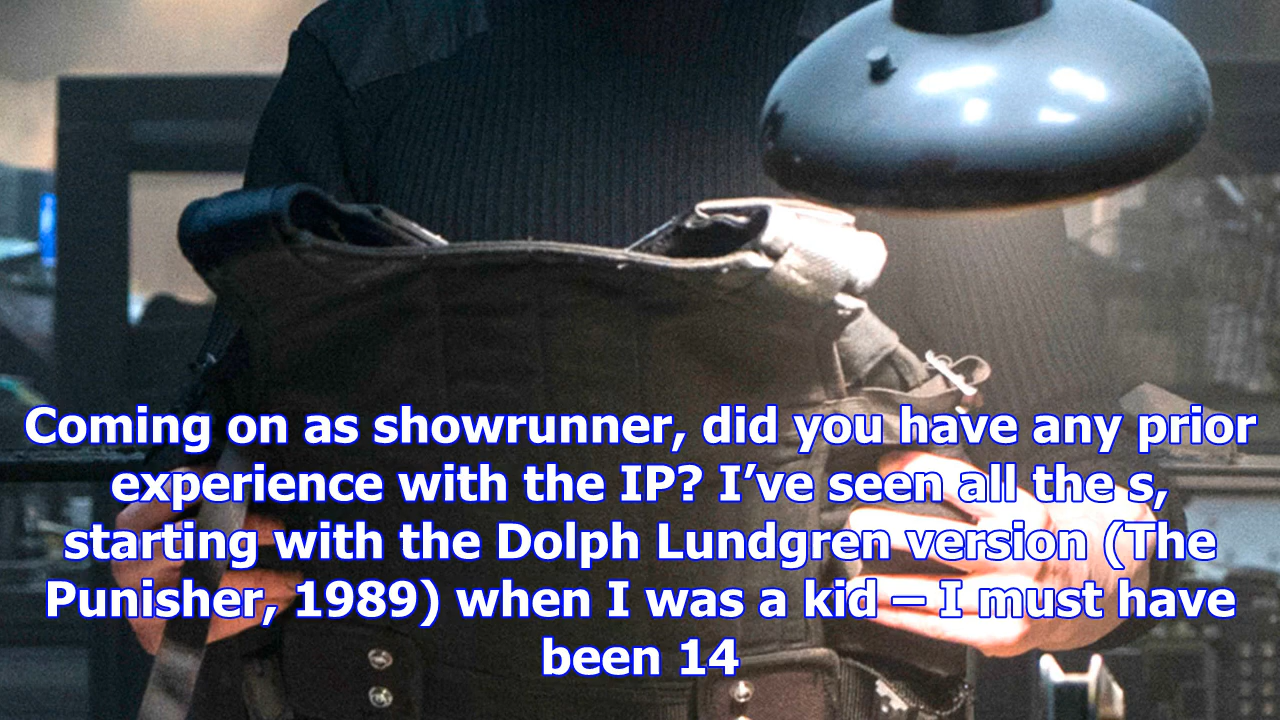 Coming on as showrunner, did you have any prior
experience with the IP? I’ve seen all the s,
starting with the Dolph Lundgren version (The
Punisher, 1989) when I was a kid – I must have
been 14